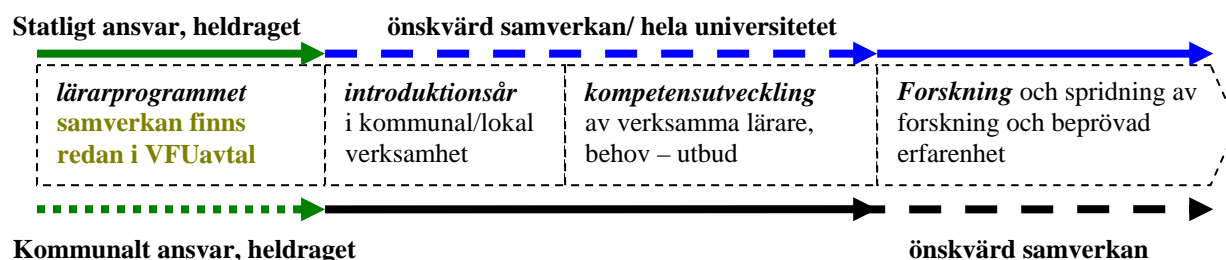 Statligt ansvar, heldraget
önskvärd samverkan/ hela universitetet
lärarprogrammet
samverkan finns
redan i VFUavtal
introduktionsår
i kommunal/lokal
verksamhet
kompetensutveckling
av verksamma lärare,
behov – utbud
Forskning och spridning av
forskning och beprövad
erfarenhet
Kommunalt ansvar, heldraget
önskvärd samverkan